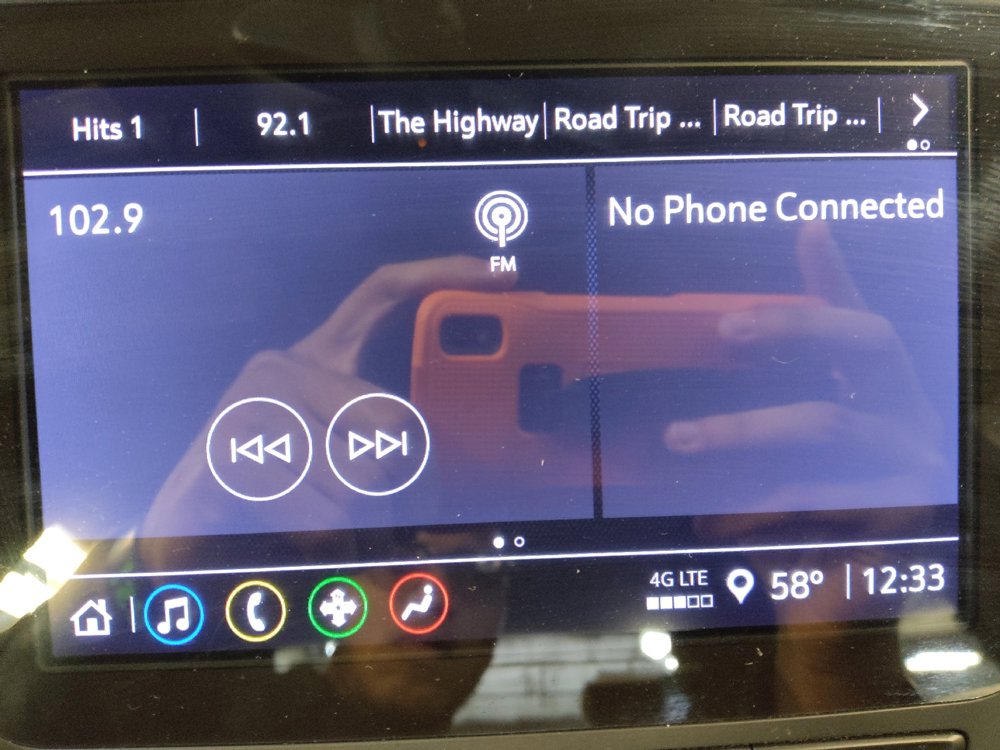 Hits 1 92.1 The Highway Road Trip ... Road Trip ...
102.9 No Phone Connected
FM
4G LTE 58° 12:33